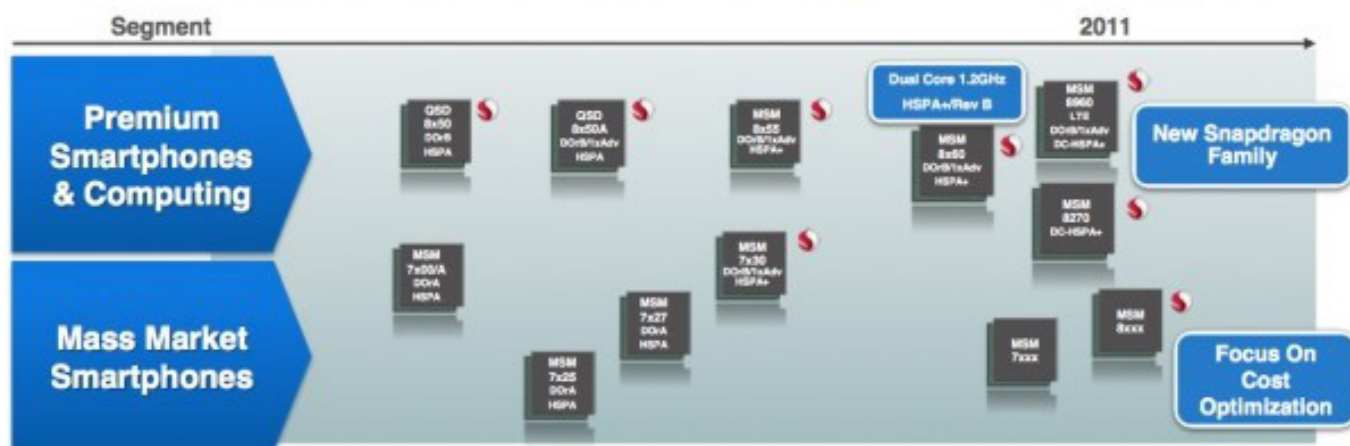 Segment
2011
Premium
Smartphones
& Computing
QSD
8x50
DOrB
HSPA
QSD
8x50A
DOrB/1xAdv
HSPA
MSM
8x55
DOrB/1xAdv
HSPA+
Dual Core 1.2GHz
HSPA+/Rev B
MSM
8x60
DOrB/1xAdv
HSPA+
MSM
8960
LTE
DOrB/1xAdv
DC-HSPA+
New Snapdragon
Family
MSM
8270
DC-HSPA+
Mass Market
Smartphones
MSM
7x00/A
DOrA
HSPA
MSM
7x25
DOrA
HSPA
MSM
7x27
DOrA
HSPA
MSM
7x30
DOrB/1xAdv
HSPA+
MSM
7xxx
MSM
8xxx
Focus On
Cost
Optimization